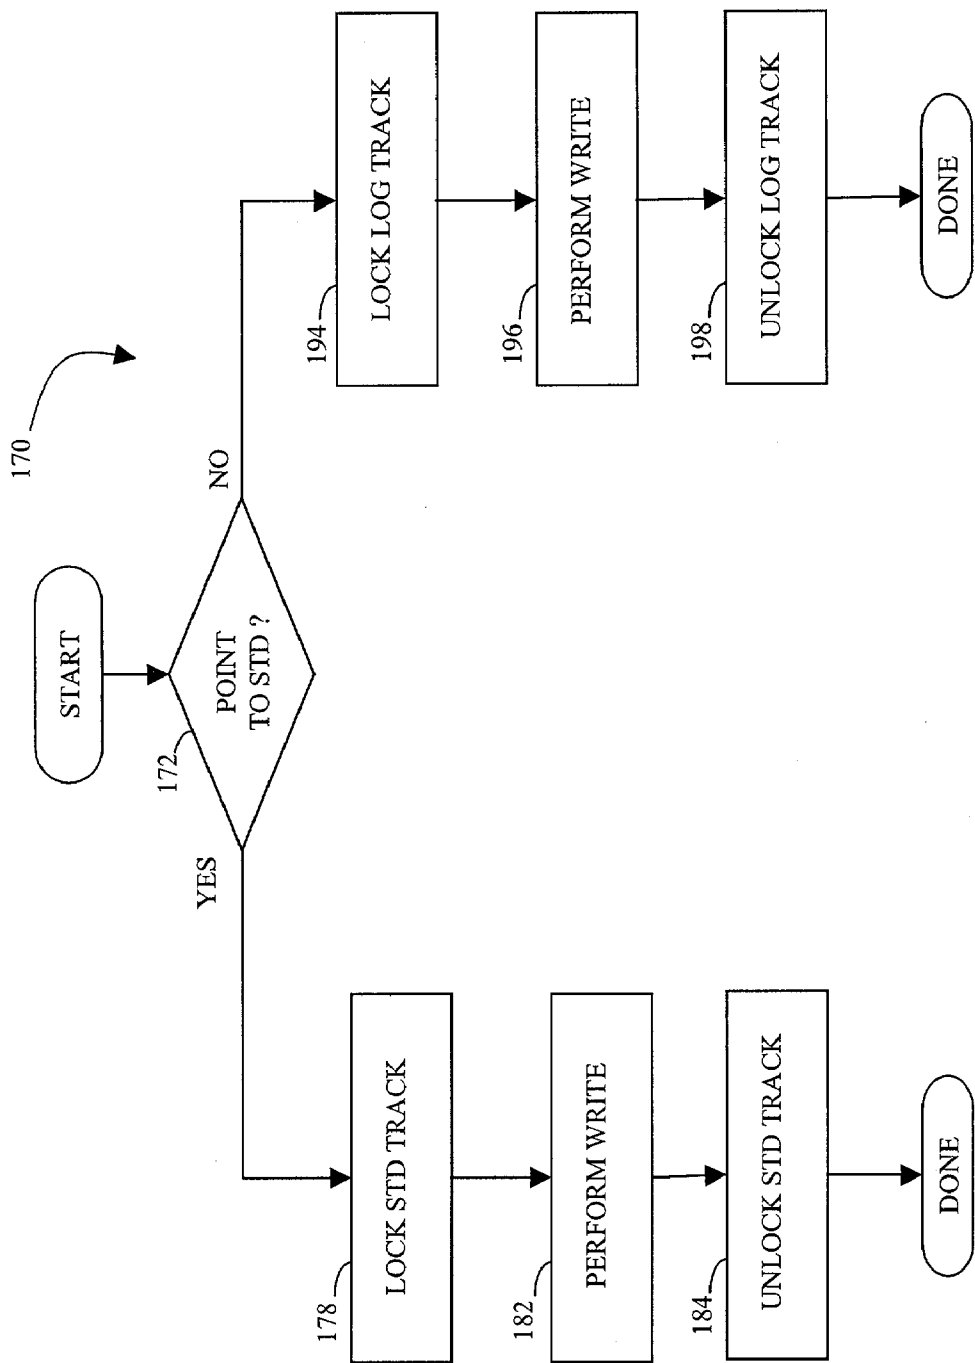 170
START
172
POINT
TO STD ?
YES
NO
178
LOCK STD TRACK
182
PERFORM WRITE
184
UNLOCK STD TRACK
DONE
194
LOCK LOG TRACK
196
PERFORM WRITE
198
UNLOCK LOG TRACK
DONE